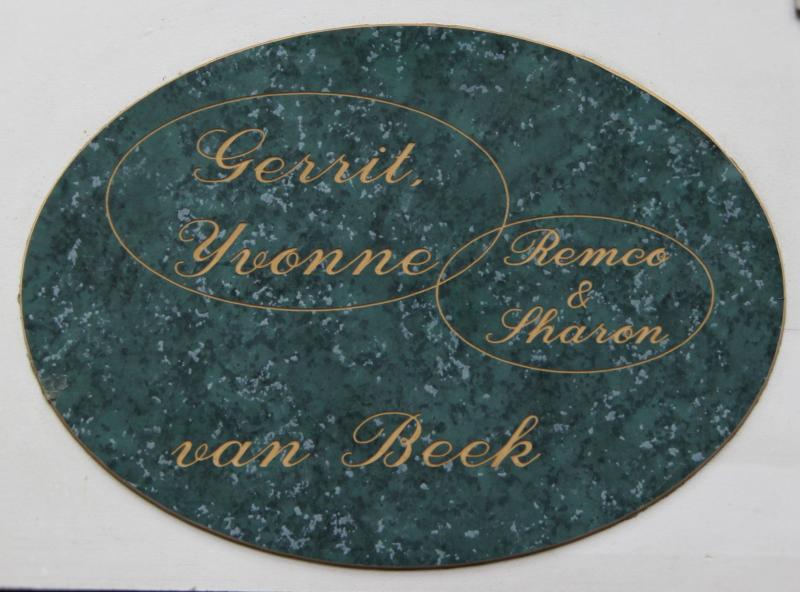 Gerrit,
Yvonne
Remco
&
Sharon
van Beek